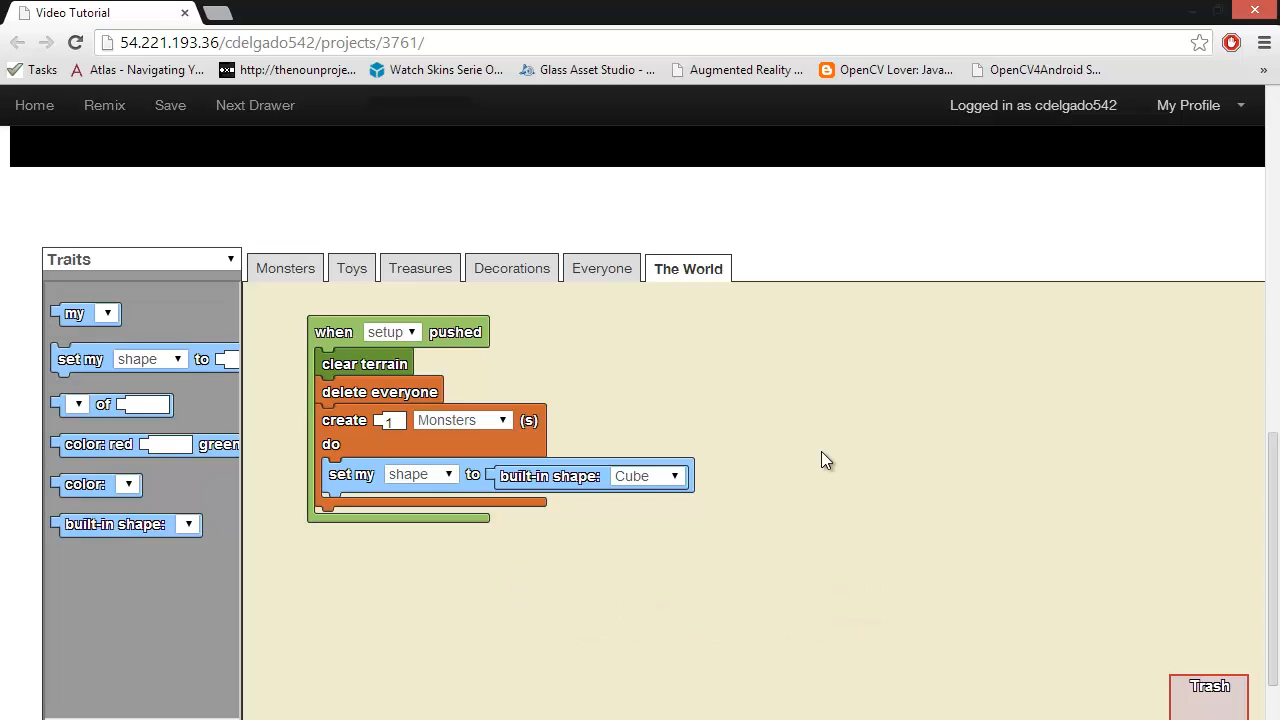 Video Tutorial
54.221.193.36/cdelgado542/projects/3761/
Tasks Atlas - Navigating Y... http://thenounproje... Watch Skins Serie O... Glass Asset Studio - ... Augmented Reality ... OpenCV Lover: Java... OpenCV4Android S... »
Home Remix Save Next Drawer Logged in as cdelgado542 My Profile
Traits Monsters Toys Treasures Decorations Everyone The World
my
set my shape to
of
color: red green
color:
built-in shape:
when setup pushed
clear terrain
delete everyone
create 1 Monsters (s)
do
set my shape to built-in shape: Cube
Trash